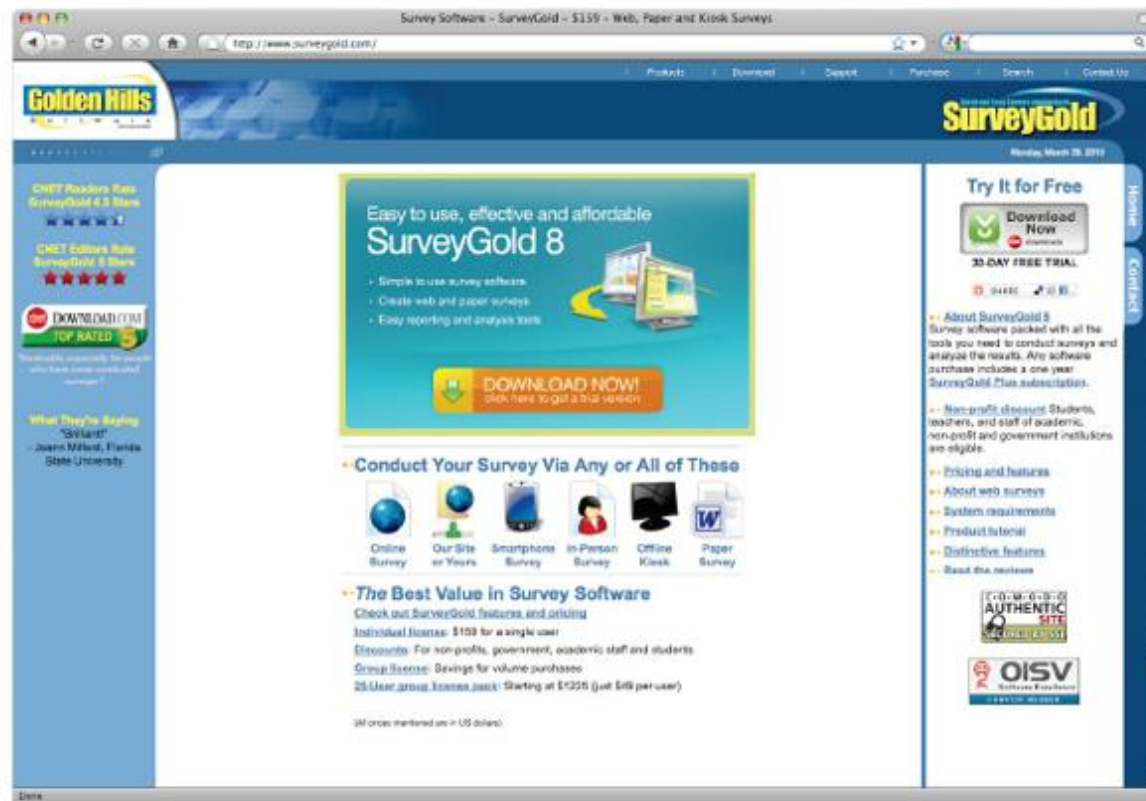 Survey Software – SurveyGold – $159 – Web, Paper and Kiosk Surveys
http://www.surveygold.com/
Products
Download
Support
Purchase
Search
Contact Us
Golden Hills
Software
SurveyGold
Monday, March 29, 2010
CNET Readers Rate
SurveyGold 4.5 Stars
CNET Editors Rate
SurveyGold 5 Stars
DOWNLOAD.COM
TOP RATED 5
What They're Saying
"Brilliant!"
State University
Easy to use, effective and affordable
SurveyGold 8
Simple to use survey software
Create web and paper surveys
Easy reporting and analysis tools
DOWNLOAD NOW!
click here to get a trial version
Conduct Your Survey Via Any or All of These
Online
Survey
Our Site
or Yours
Smartphone
Survey
In-Person
Survey
Offline
Kiosk
Paper
Survey
The Best Value in Survey Software
Check out SurveyGold features and pricing
Individual license: $159 for a single user
Discounts: For non-profits, government, academic staff and students
Group license: Savings for volume purchases
25-User group license pack: Starting at $1225 (just $49 per user)
(All prices mentioned are in US dollars)
Try It for Free
Download
Now
downloads
30-DAY FREE TRIAL
SHARE
About SurveyGold 8
Survey software packed with all the
tools you need to conduct surveys and
analyze the results. Any software
purchase includes a one year
SurveyGold Plus subscription.
Non-profit discount Students,
teachers, and staff of academic,
non-profit and government institutions
are eligible.
Pricing and features
About web surveys
System requirements
Product tutorial
Distinctive features
Read the reviews
COMODO
AUTHENTIC
SITE
SECURED BY SSL
OISV
Home
Contact
Done